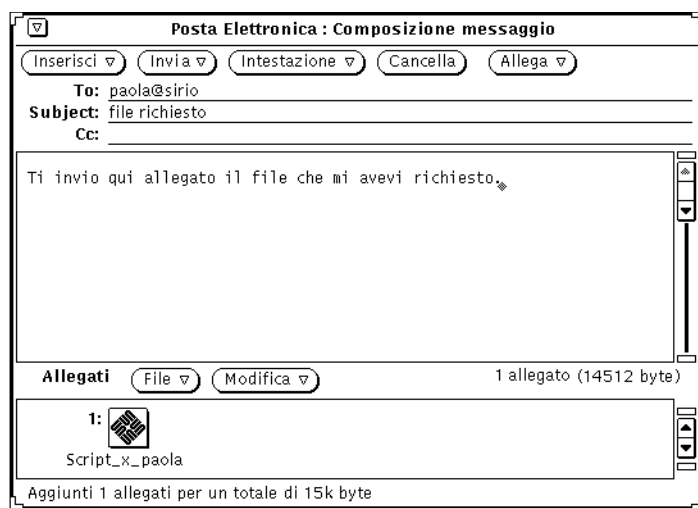 Posta Elettronica : Composizione messaggio
Inserisci Invia Intestazione Cancella Allega
To: paola@sirio
Subject: file richiesto
Cc:
Ti invio qui allegato il file che mi avevi richiesto.
Allegati File Modifica 1 allegato (14512 byte)
1:
Script_x_paola
Aggiunti 1 allegati per un totale di 15k byte